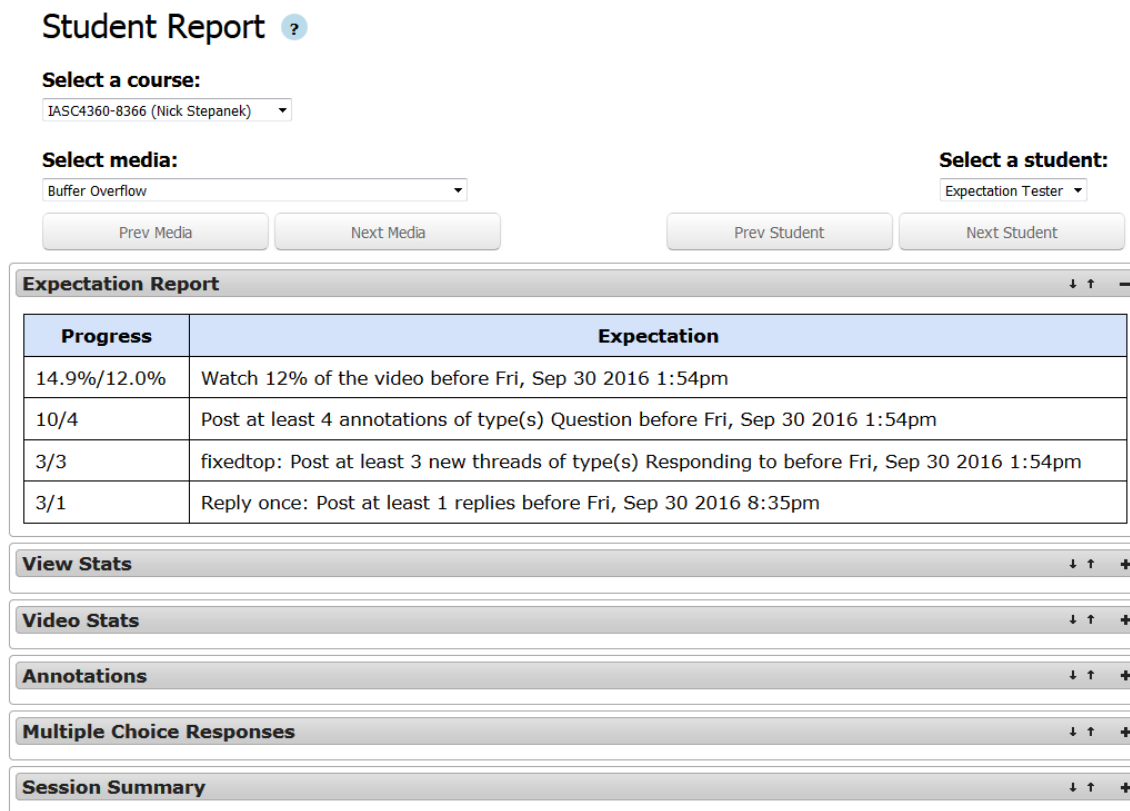 Student Report ?
Select a course:
IASC4360-8366 (Nick Stepanek)
Select media: Select a student:
Buffer Overflow Expectation Tester
Prev Media Next Media Prev Student Next Student
Expectation Report
Progress Expectation
14.9%/12.0% Watch 12% of the video before Fri, Sep 30 2016 1:54pm
10/4 Post at least 4 annotations of type(s) Question before Fri, Sep 30 2016 1:54pm
3/3 fixedtop: Post at least 3 new threads of type(s) Responding to before Fri, Sep 30 2016 1:54pm
3/1 Reply once: Post at least 1 replies before Fri, Sep 30 2016 8:35pm
View Stats
Video Stats
Annotations
Multiple Choice Responses
Session Summary